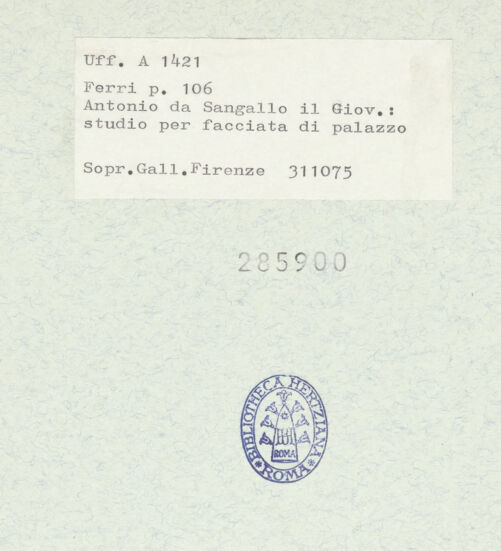 Uff. A 1421
Ferri p. 106
Antonio da Sangallo il Giov.:
studio per facciata di palazzo
Sopr.Gall.Firenze 311075
285900
BIBLIOTHECA HERTZIANA
ROMA
*ROMA*